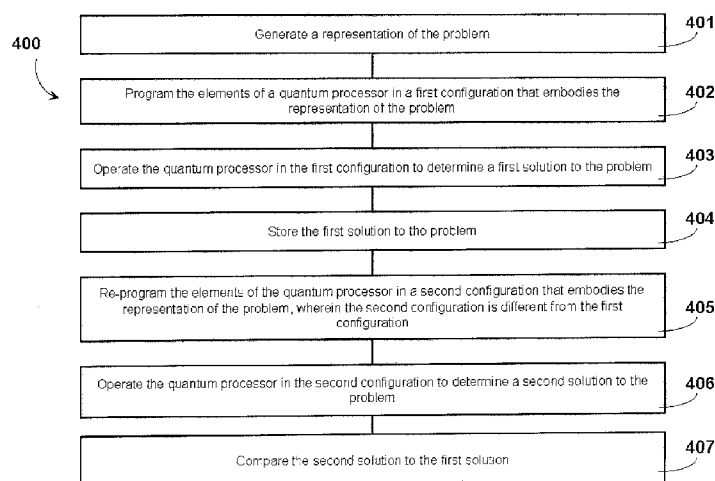 400
Generate a representation of the problem
401
Program the elements of a quantum processor in a first configuration that embodies the
representation of the problem
402
Operate the quantum processor in the first configuration to determine a first solution to the problem
403
Store the first solution to the problem
404
Re-program the elements of the quantum processor in a second configuration that embodies the
representation of the problem, wherein the second configuration is different from the first
configuration
405
Operate the quantum processor in the second configuration to determine a second solution to the
problem
406
Compare the second solution to the first solution
407